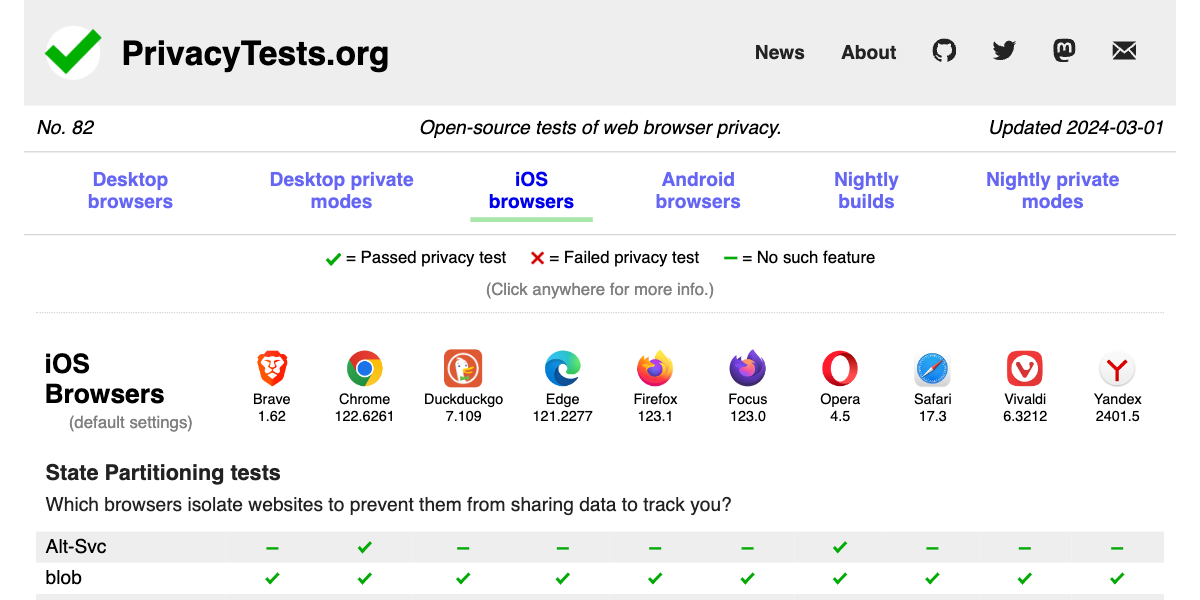 PrivacyTests.org
News About
No. 82 Open-source tests of web browser privacy. Updated 2024-03-01
Desktop browsers Desktop private modes iOS browsers Android browsers Nightly builds Nightly private modes
= Passed privacy test = Failed privacy test = No such feature
(Click anywhere for more info.)
iOS
Browsers
(default settings)
Brave Chrome Duckduckgo Edge Firefox Focus Opera Safari Vivaldi Yandex
1.62 122.6261 7.109 121.2277 123.1 123.0 4.5 17.3 6.3212 2401.5
State Partitioning tests
Which browsers isolate websites to prevent them from sharing data to track you?
Alt-Svc
blob